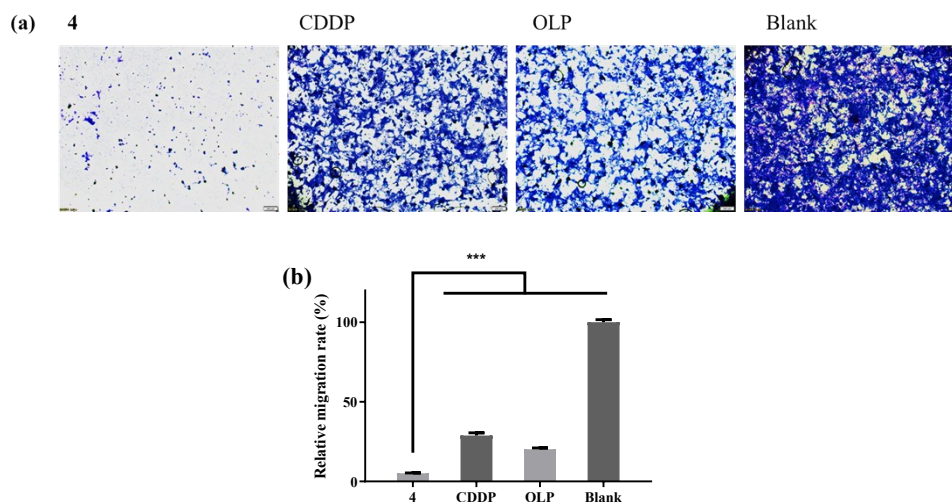 (a) 4 CDDP OLP Blank
(b)
***
Relative migration rate (%)
100
50
0
4 CDDP OLP Blank